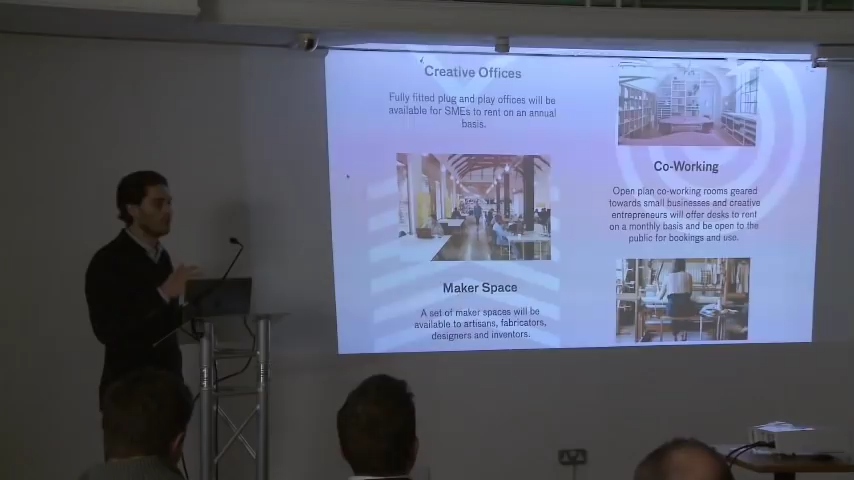 Creative Offices
Fully fitted plug and play offices will be
available for SMEs to rent on an annual
basis.
Maker Space
A set of maker spaces will be
available to artisans, fabricators,
designers and inventors.
Co-Working
Open plan co-working rooms geared
towards small businesses and creative
entrepreneurs will offer desks to rent
on a monthly basis and be open to the
public for bookings and use.